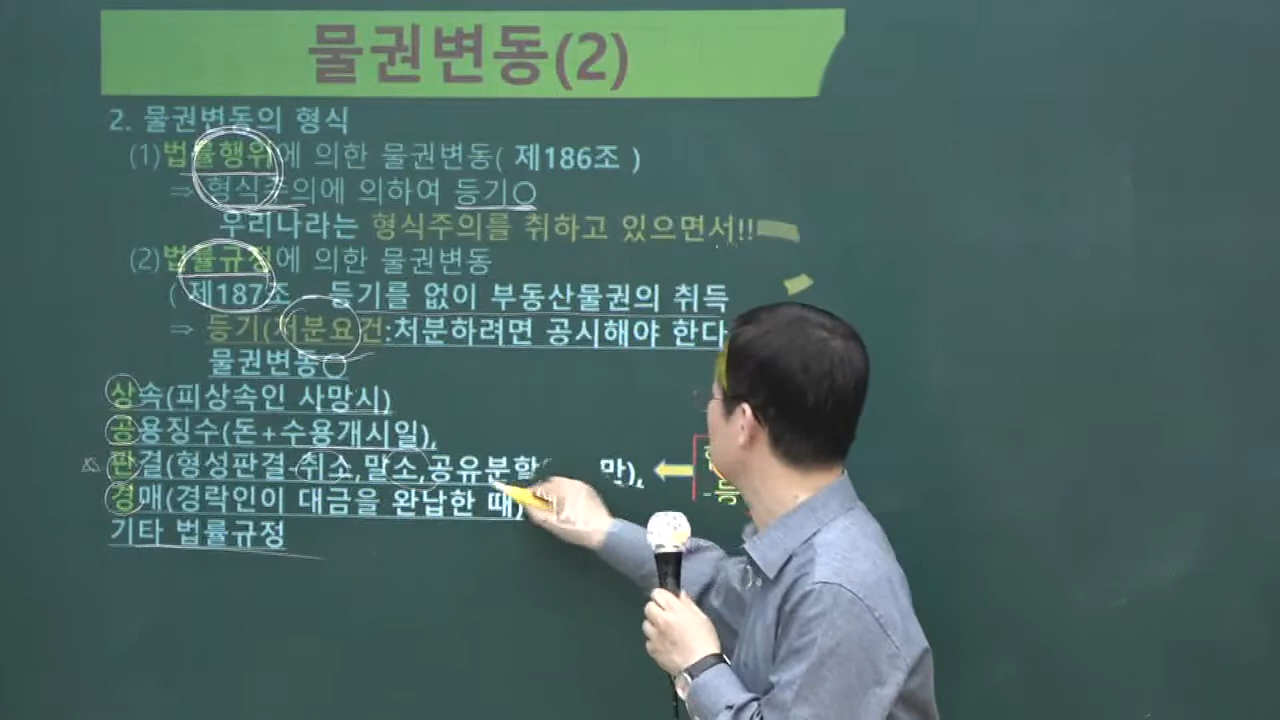 물권변동(2)
2. 물권변동의 형식
(1)법률행위에 의한 물권변동( 제186조 )
⇒ 형식주의에 의하여 등기○
우리나라는 형식주의를 취하고 있으면서!!
(2)법률규정에 의한 물권변동
( 제187조 등기를 없이 부동산물권의 취득
⇒ 등기(처분요건:처분하려면 공시해야 한다
물권변동○
상속(피상속인 사망시)
공용징수(돈+수용개시일),
판결(형성판결-취소,말소,공유분할 만),
경매(경락인이 대금을 완납한 때)
기타 법률규정